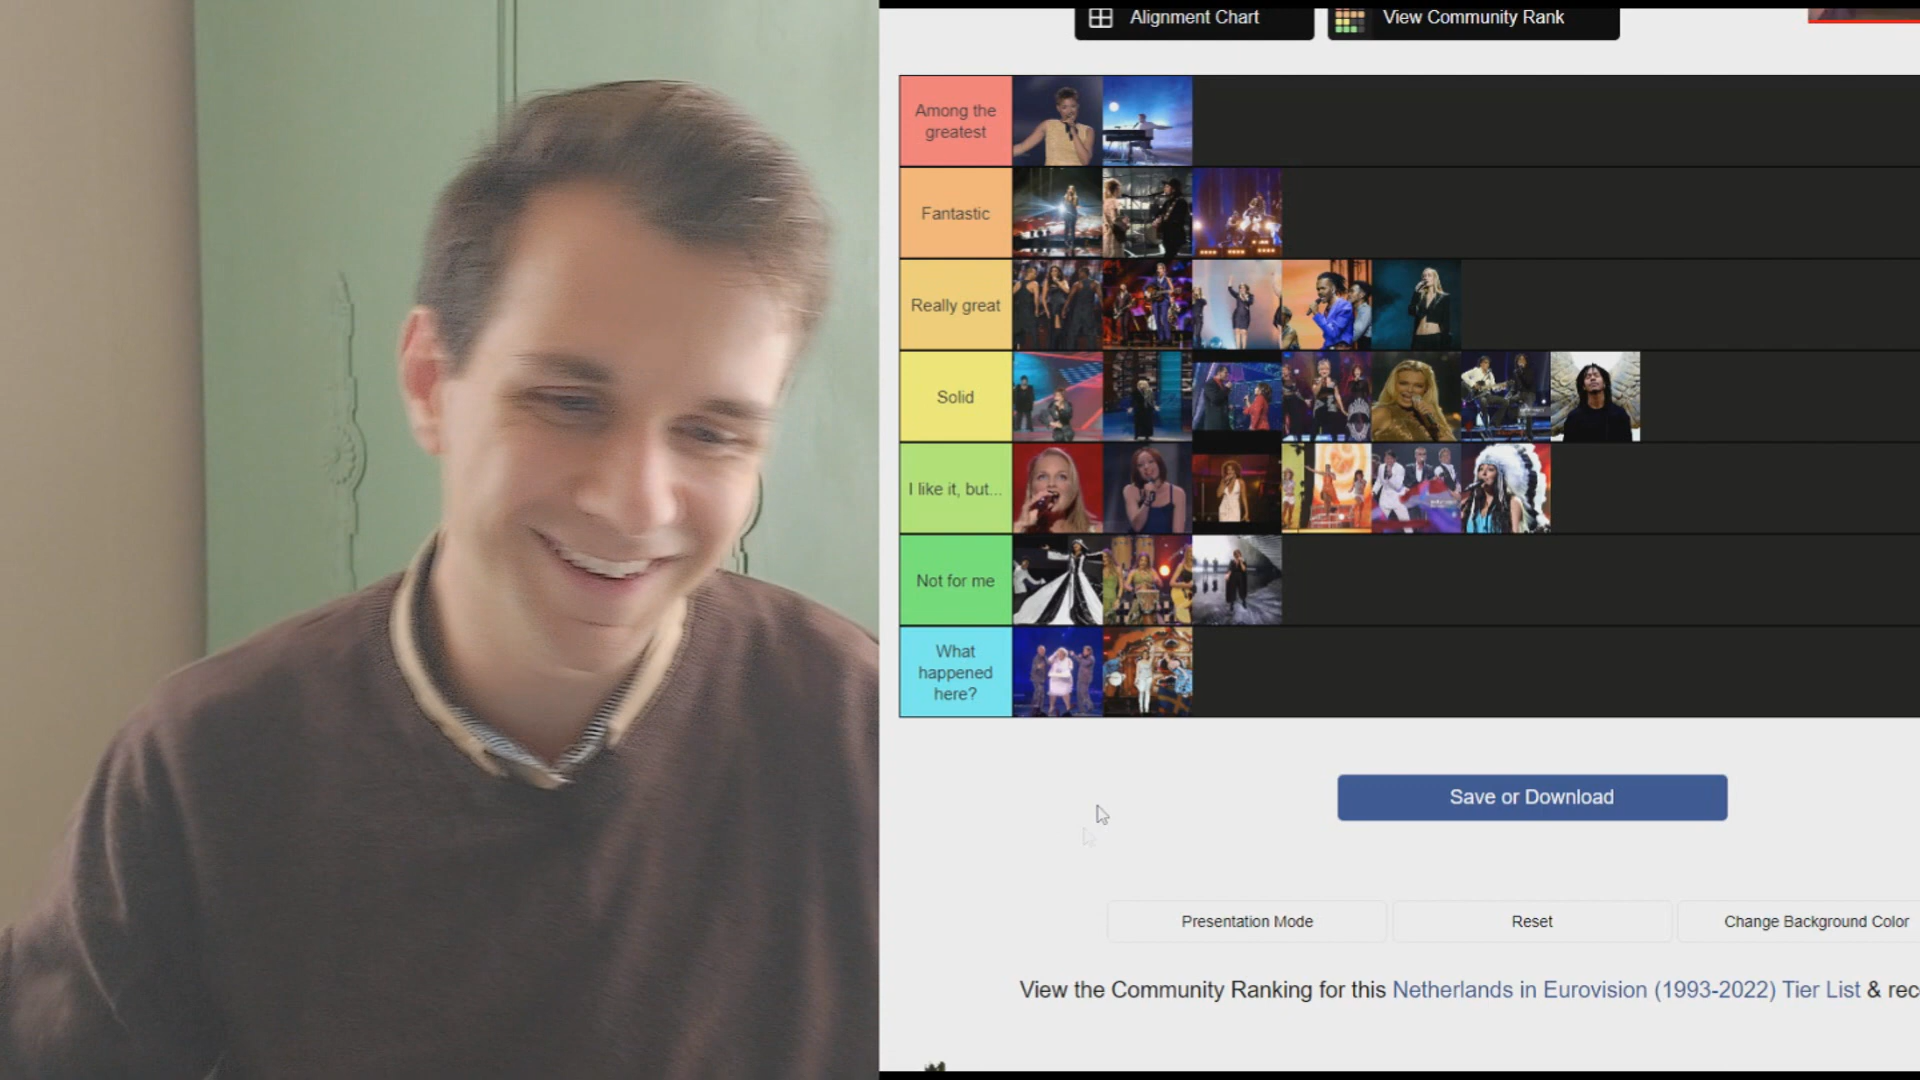 Alignment Chart
View Community Rank
Among the
greatest
Fantastic
Really great
Solid
I like it, but...
Not for me
What
happened
here?
Save or Download
Presentation Mode
Reset
Change Background Color
View the Community Ranking for this Netherlands in Eurovision (1993-2022) Tier List & rec